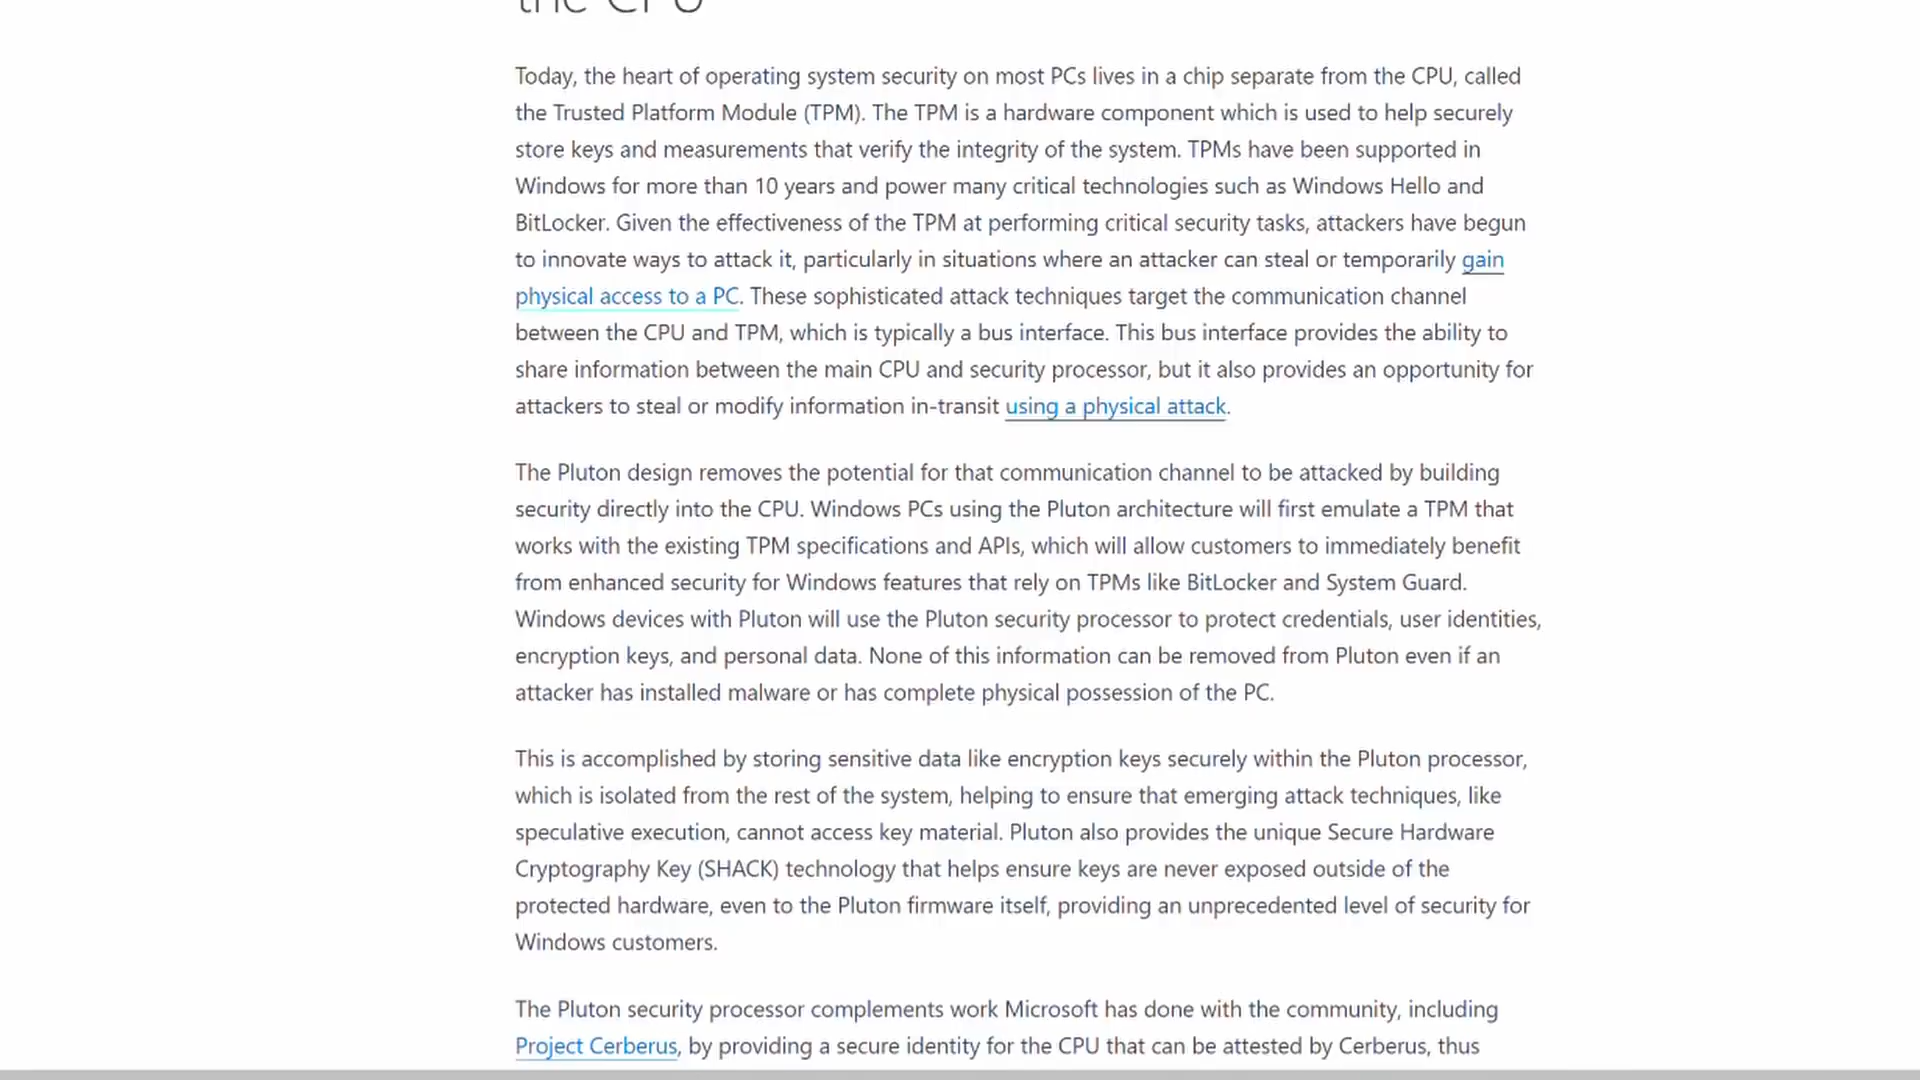 the CPU
Today, the heart of operating system security on most PCs lives in a chip separate from the CPU, called
the Trusted Platform Module (TPM). The TPM is a hardware component which is used to help securely
store keys and measurements that verify the integrity of the system. TPMs have been supported in
Windows for more than 10 years and power many critical technologies such as Windows Hello and
BitLocker. Given the effectiveness of the TPM at performing critical security tasks, attackers have begun
to innovate ways to attack it, particularly in situations where an attacker can steal or temporarily gain
physical access to a PC. These sophisticated attack techniques target the communication channel
between the CPU and TPM, which is typically a bus interface. This bus interface provides the ability to
share information between the main CPU and security processor, but it also provides an opportunity for
attackers to steal or modify information in-transit using a physical attack.
The Pluton design removes the potential for that communication channel to be attacked by building
security directly into the CPU. Windows PCs using the Pluton architecture will first emulate a TPM that
works with the existing TPM specifications and APIs, which will allow customers to immediately benefit
from enhanced security for Windows features that rely on TPMs like BitLocker and System Guard.
Windows devices with Pluton will use the Pluton security processor to protect credentials, user identities,
encryption keys, and personal data. None of this information can be removed from Pluton even if an
attacker has installed malware or has complete physical possession of the PC.
This is accomplished by storing sensitive data like encryption keys securely within the Pluton processor,
which is isolated from the rest of the system, helping to ensure that emerging attack techniques, like
speculative execution, cannot access key material. Pluton also provides the unique Secure Hardware
Cryptography Key (SHACK) technology that helps ensure keys are never exposed outside of the
protected hardware, even to the Pluton firmware itself, providing an unprecedented level of security for
Windows customers.
The Pluton security processor complements work Microsoft has done with the community, including
Project Cerberus, by providing a secure identity for the CPU that can be attested by Cerberus, thus